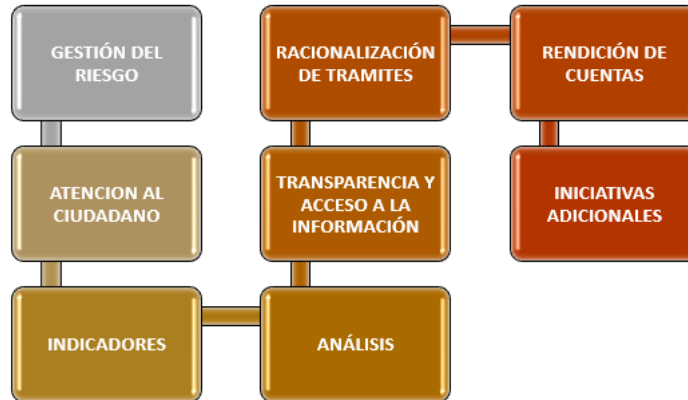 GESTIÓN DEL
RIESGO
ATENCION AL
CIUDADANO
INDICADORES
ANÁLISIS
TRANSPARENCIA Y
ACCESO A LA
INFORMACIÓN
RACIONALIZACIÓN
DE TRAMITES
RENDICIÓN DE
CUENTAS
INICIATIVAS
ADICIONALES